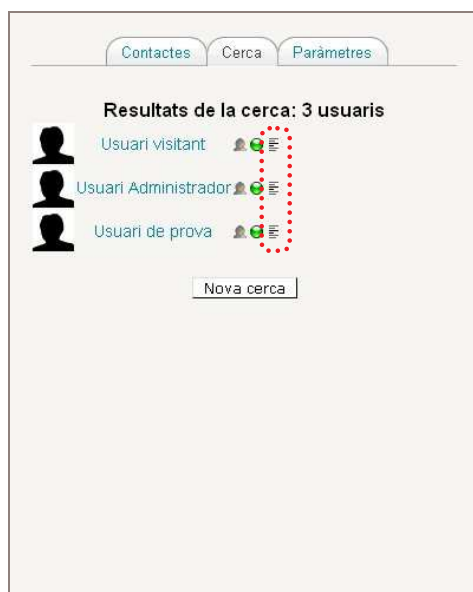 Contactes Cerca Paràmetres
Resultats de la cerca: 3 usuaris
Usuari visitant
Usuari Administrador
Usuari de prova
Nova cerca